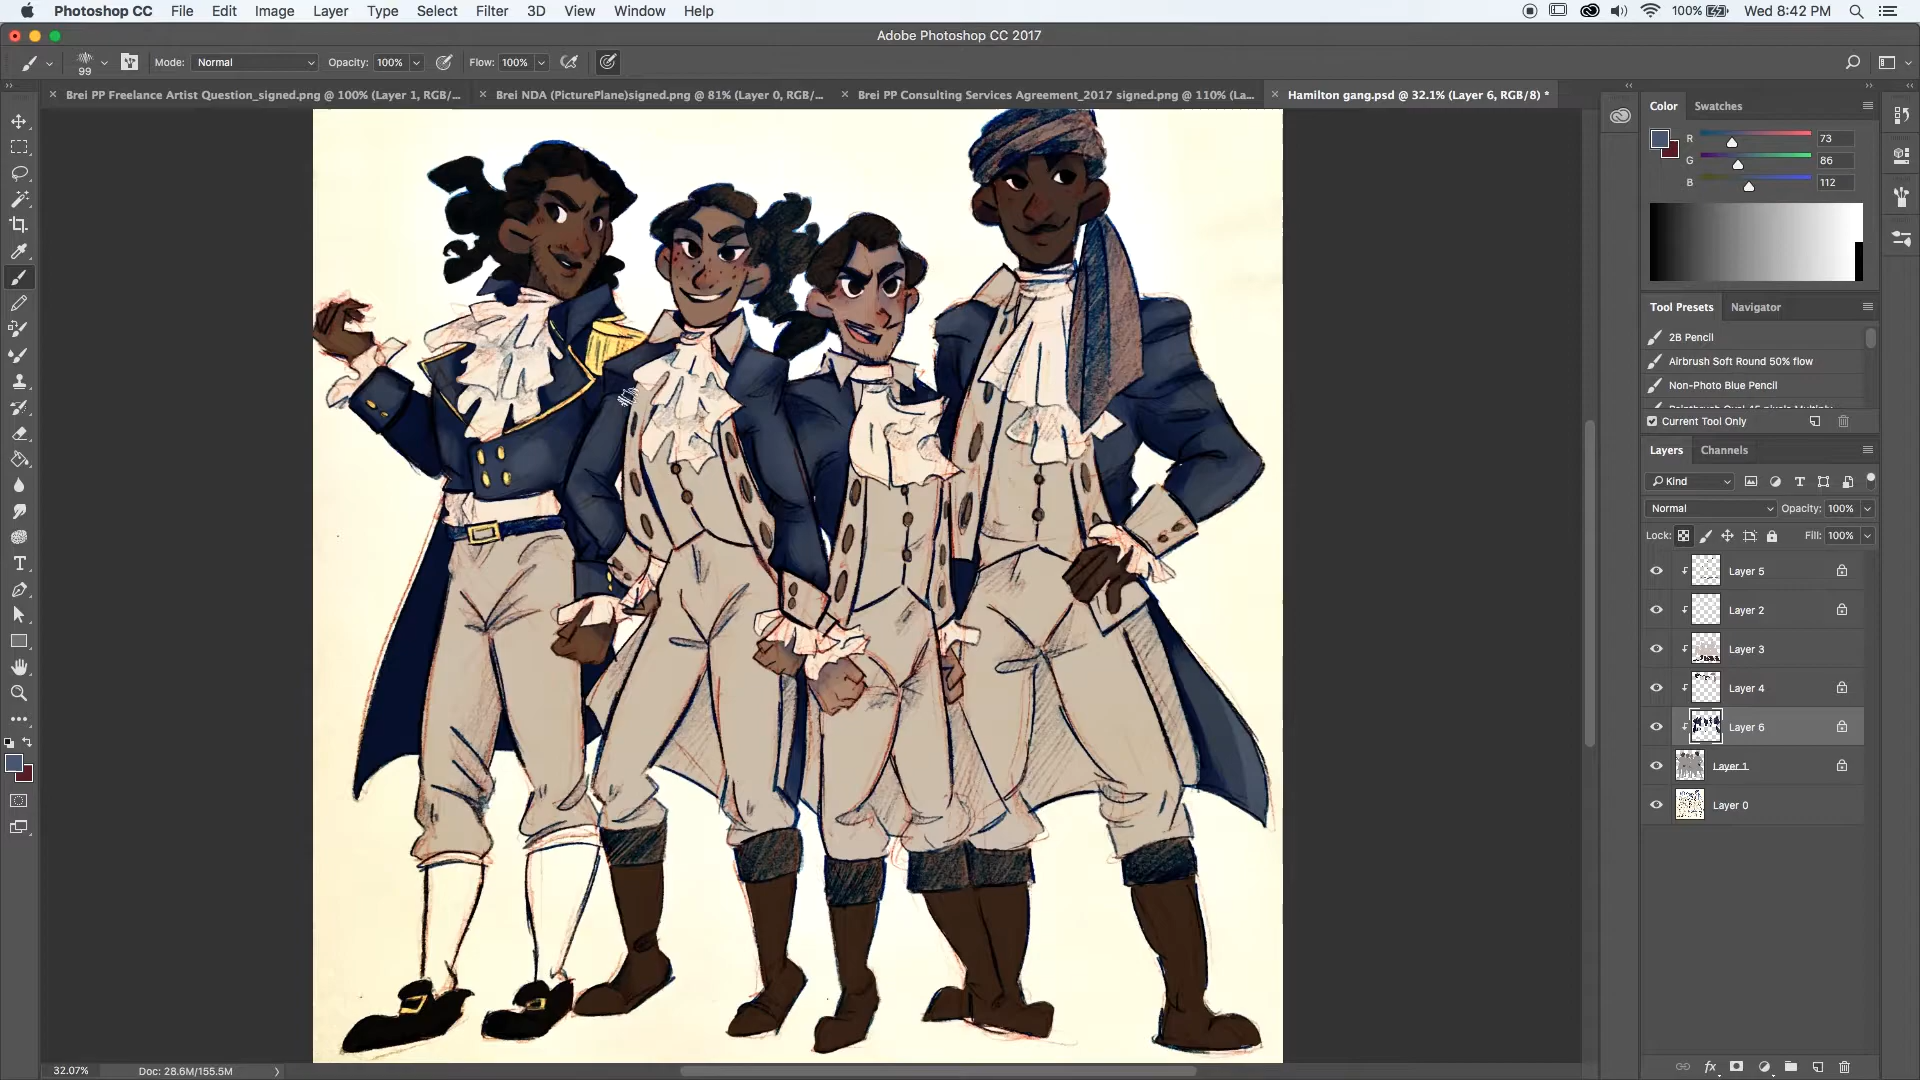 Photoshop CC File Edit Image Layer Type Select Filter 3D View Window Help 100% Wed 8:42 PM
Adobe Photoshop CC 2017
99 Mode: Normal Opacity: 100% Flow: 100%
Brei PP Freelance Artist Question_signed.png @ 100% (Layer 1, RGB/... Brei NDA (PicturePlane)signed.png @ 81% (Layer 0, RGB/... Brei PP Consulting Services Agreement_2017 signed.png @ 110% (La... Hamilton gang.psd @ 32.1% (Layer 6, RGB/8) *
Color Swatches
R 73
G 86
B 112
Tool Presets Navigator
2B Pencil
Airbrush Soft Round 50% flow
Non-Photo Blue Pencil
Current Tool Only
Layers Channels
Kind
Normal Opacity: 100%
Lock: Fill: 100%
Layer 5
Layer 2
Layer 3
Layer 4
Layer 6
Layer 1
Layer 0
32.07% Doc: 28.6M/155.5M